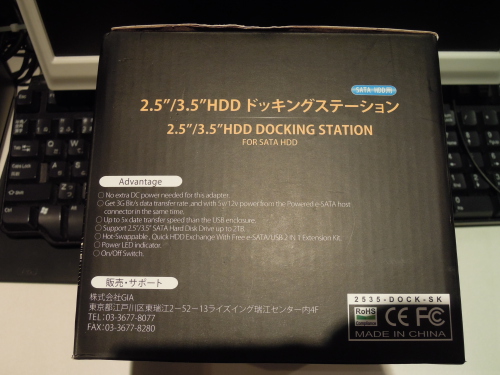 SATA HDD用
2.5"/3.5"HDD ドッキングステーション
2.5"/3.5"HDD DOCKING STATION
FOR SATA HDD
Advantage
○ No extra DC power needed for this adapter.
○ Get 3G Bit/s data transfer rate ,and with 5v/12v power from the Powered e-SATA host
connector in the same time.
○ Up to 5x date transfer speed than the USB enclosure.
○ Support 2.5"/3.5" SATA Hard Disk Drive up to 2TB.
○ Hot-Swappable , Quick HDD Exchange With Free e-SATA/USB 2 IN 1 Extension Kit.
○ Power LED indicator.
○ On/Off Switch.
販売・サポート
株式会社GIA
東京都江戸川区東瑞江2-52-13ライズイング瑞江センター内4F
TEL:03-3677-8077
FAX:03-3677-8280
2535-DOCK-SK
RoHS
Compliant
CE FC
MADE IN CHINA